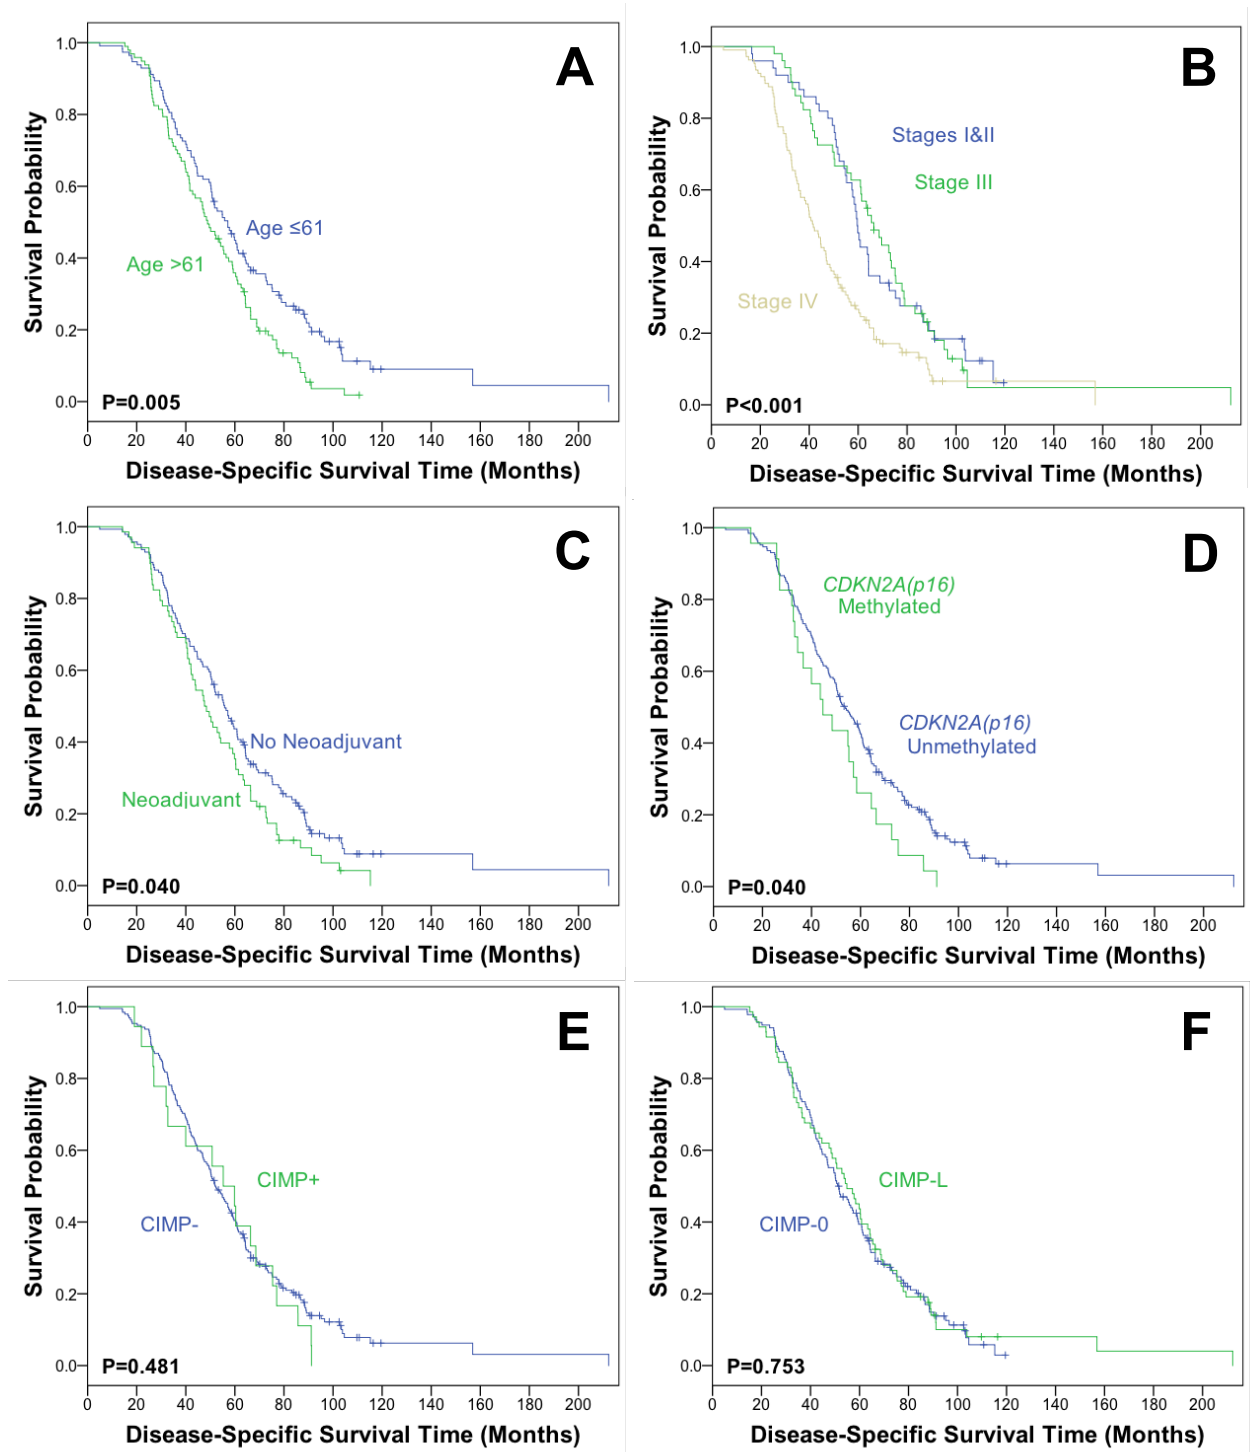 A
1.0
0.8
0.6
0.4
0.2
0.0
Survival Probability
Age ≤61
Age >61
P=0.005
0 20 40 60 80 100 120 140 160 180 200
Disease-Specific Survival Time (Months)
B
1.0
0.8
0.6
0.4
0.2
0.0
Survival Probability
Stages I&II
Stage III
Stage IV
P<0.001
0 20 40 60 80 100 120 140 160 180 200
Disease-Specific Survival Time (Months)
C
1.0
0.8
0.6
0.4
0.2
0.0
Survival Probability
No Neoadjuvant
Neoadjuvant
P=0.040
0 20 40 60 80 100 120 140 160 180 200
Disease-Specific Survival Time (Months)
D
1.0
0.8
0.6
0.4
0.2
0.0
Survival Probability
CDKN2A(p16)
Methylated
CDKN2A(p16)
Unmethylated
P=0.040
0 20 40 60 80 100 120 140 160 180 200
Disease-Specific Survival Time (Months)
E
1.0
0.8
0.6
0.4
0.2
0.0
Survival Probability
CIMP+
CIMP-
P=0.481
0 20 40 60 80 100 120 140 160 180 200
Disease-Specific Survival Time (Months)
F
1.0
0.8
0.6
0.4
0.2
0.0
Survival Probability
CIMP-L
CIMP-0
P=0.753
0 20 40 60 80 100 120 140 160 180 200
Disease-Specific Survival Time (Months)